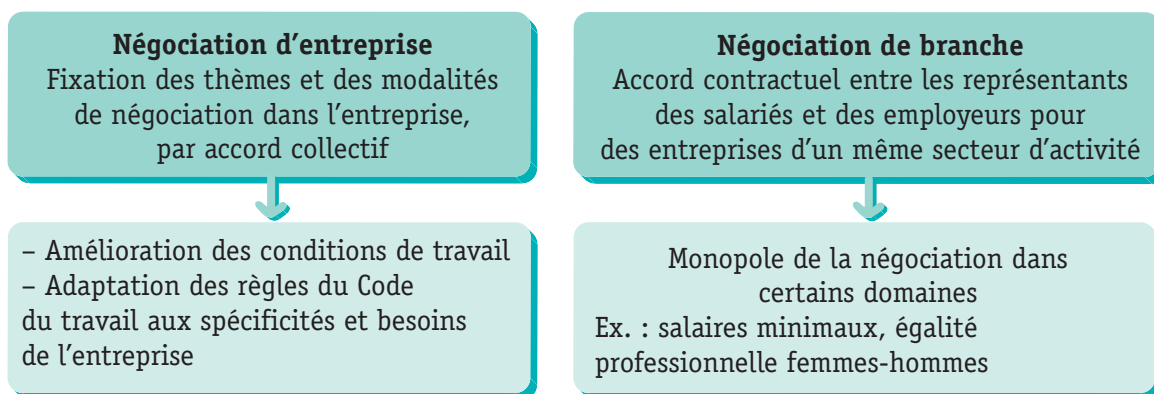 Négociation d’entreprise
Fixation des thèmes et des modalités
de négociation dans l’entreprise,
par accord collectif
– Amélioration des conditions de travail
– Adaptation des règles du Code
du travail aux spécificités et besoins
de l’entreprise
Négociation de branche
Accord contractuel entre les représentants
des salariés et des employeurs pour
des entreprises d’un même secteur d’activité
Monopole de la négociation dans
certains domaines
Ex. : salaires minimaux, égalité
professionnelle femmes-hommes